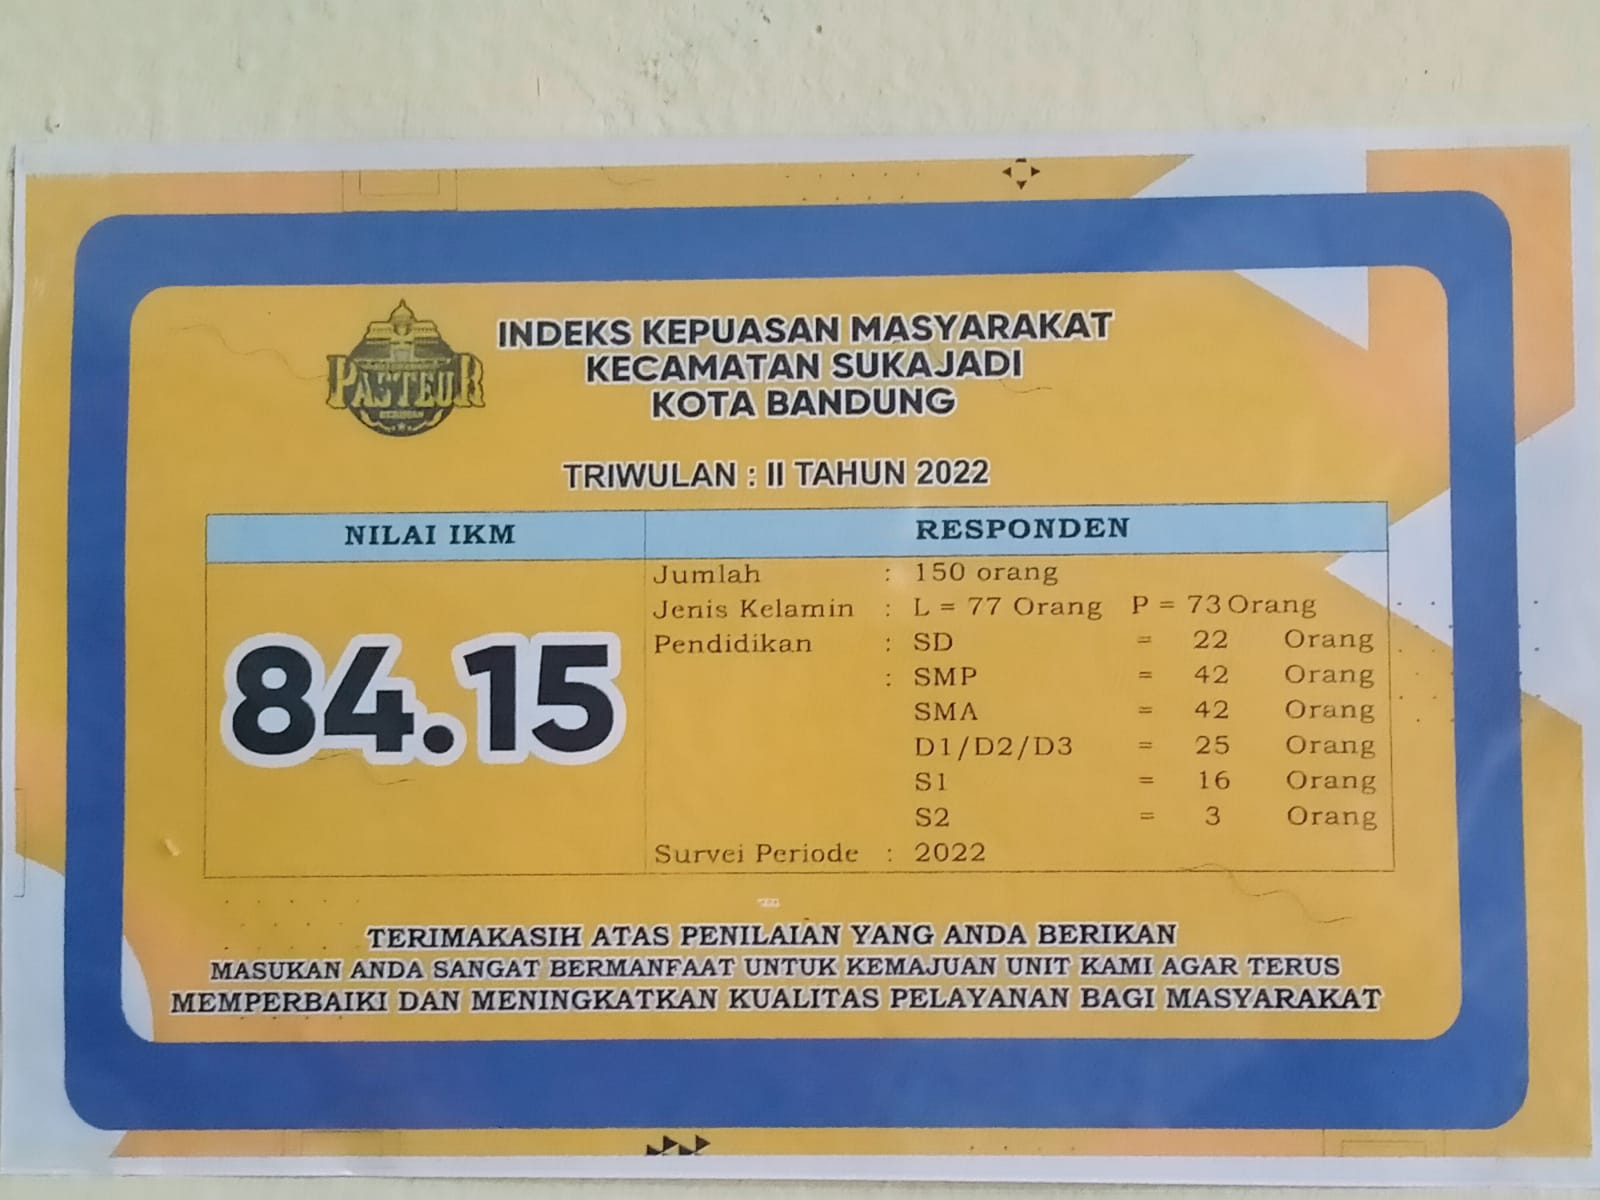 PASTEUR
INDEKS KEPUASAN MASYARAKAT
KECAMATAN SUKAJADI
KOTA BANDUNG
TRIWULAN : II TAHUN 2022
NILAI IKM RESPONDEN
84.15
Jumlah : 150 orang
Jenis Kelamin : L = 77 Orang P = 73 Orang
Pendidikan : SD = 22 Orang
: SMP = 42 Orang
SMA = 42 Orang
D1/D2/D3 = 25 Orang
S1 = 16 Orang
S2 = 3 Orang
Survei Periode : 2022
TERIMAKASIH ATAS PENILAIAN YANG ANDA BERIKAN
MASUKAN ANDA SANGAT BERMANFAAT UNTUK KEMAJUAN UNIT KAMI AGAR TERUS
MEMPERBAIKI DAN MENINGKATKAN KUALITAS PELAYANAN BAGI MASYARAKAT